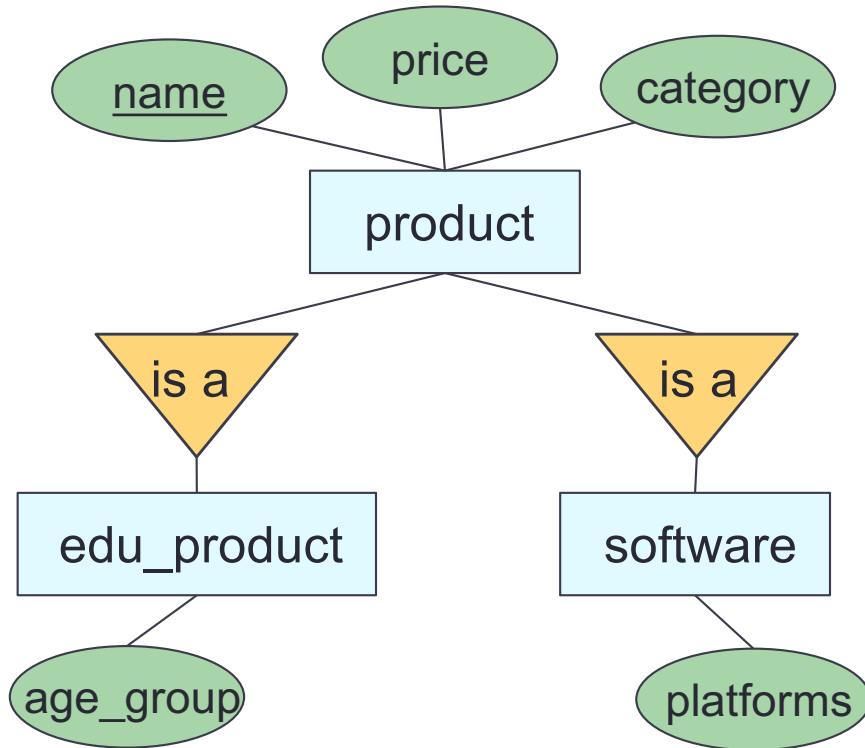 name
price
category
product
is a
is a
edu_product
software
age_group
platforms